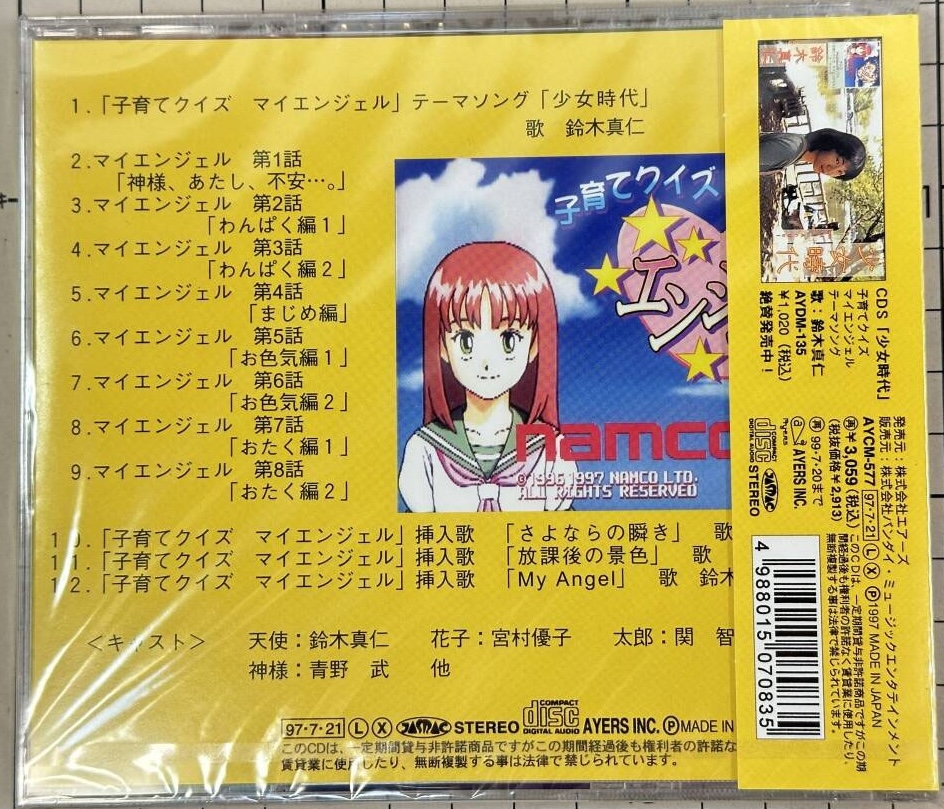 1.「子育てクイズ マイエンジェル」テーマソング「少女時代」
歌 鈴木真仁
2.マイエンジェル 第1話
「神様、あたし、不安…。」
3.マイエンジェル 第2話
「わんぱく編1」
4.マイエンジェル 第3話
「わんぱく編2」
5.マイエンジェル 第4話
「まじめ編」
6.マイエンジェル 第5話
「お色気編1」
7.マイエンジェル 第6話
「お色気編2」
8.マイエンジェル 第7話
「おたく編1」
9.マイエンジェル 第8話
「おたく編2」
10.「子育てクイズ マイエンジェル」挿入歌 「さよならの瞬き」 歌
11.「子育てクイズ マイエンジェル」挿入歌 「放課後の景色」 歌
12.「子育てクイズ マイエンジェル」挿入歌 「My Angel」 歌 鈴木
<キャスト> 天使:鈴木真仁 花子:宮村優子 太郎:関 智
神様:青野 武 他
97・7・21 Ⓛ Ⓧ JASRAC STEREO COMPACT disc DIGITAL AUDIO AYERS INC. Ⓟ MADE IN
このCDは、一定期間貸与非許諾商品ですがこの期間経過後も権利者の許諾な
賃貸業に使用したり、無断複製する事は法律で禁じられています。
子育てクイズ
エンジ
namco
©1996 1997 NAMCO LTD.
ALL RIGHTS RESERVED
鈴木真仁
少女時代
CDS「少女時代」
子育てクイズ
マイエンジェル
テーマソング
歌:鈴木真仁
AYDM-135
¥1,020(税込)
絶賛発売中!
発売元:株式会社エアーズ
販売元:株式会社バンダイ・ミュージックエンタテインメント
AYCM-577 97・7・21 Ⓛ Ⓧ Ⓟ1997 MADE IN JAPAN
㊢¥3,059(税込)
(税抜価格¥2,913)
㊢99・7・20まで
AYERS INC.
COMPACT disc DIGITAL AUDIO STEREO JASRAC
このCDは、一定期間貸与非許諾商品ですがこの期
間経過後も権利者の許諾なく賃貸業に使用したり、
無断複製する事は法律で禁じられています。
4 988015 070835